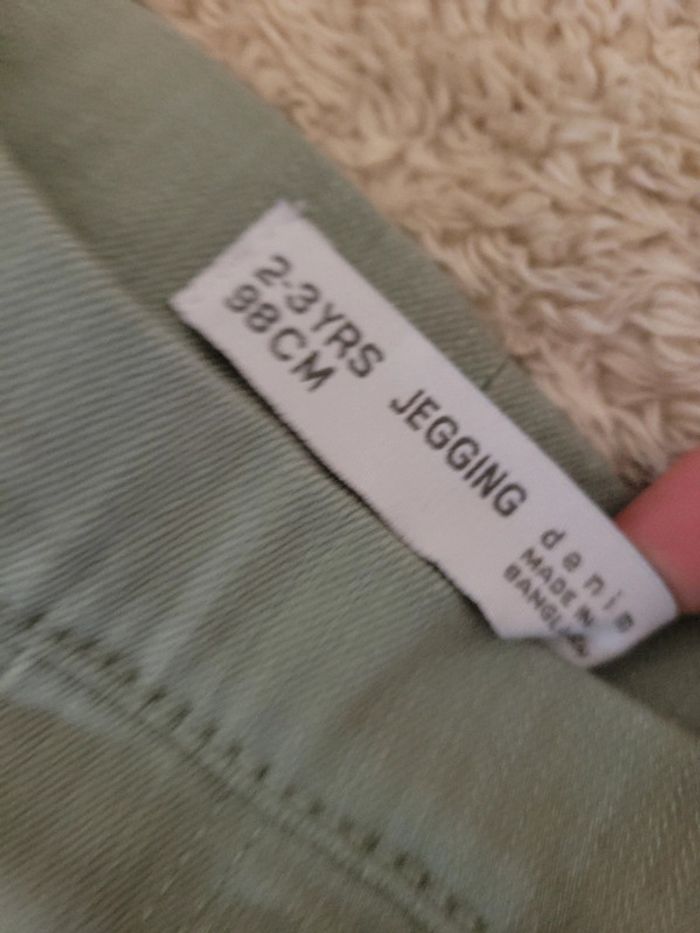 2-3YRS
98CM
JEGGING
denim
MADE IN